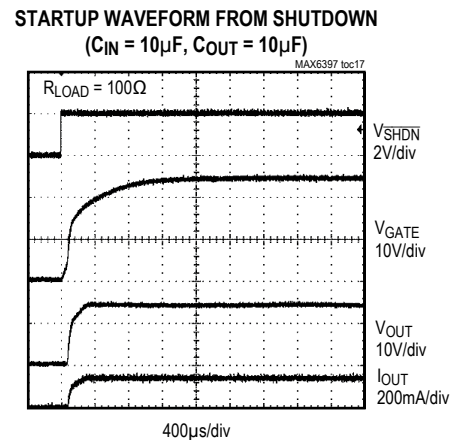 STARTUP WAVEFORM FROM SHUTDOWN
(CIN = 10µF, COUT = 10µF)
MAX6397 toc17
RLOAD = 100Ω
VSHDN
2V/div
VGATE
10V/div
VOUT
10V/div
IOUT
200mA/div
400µs/div